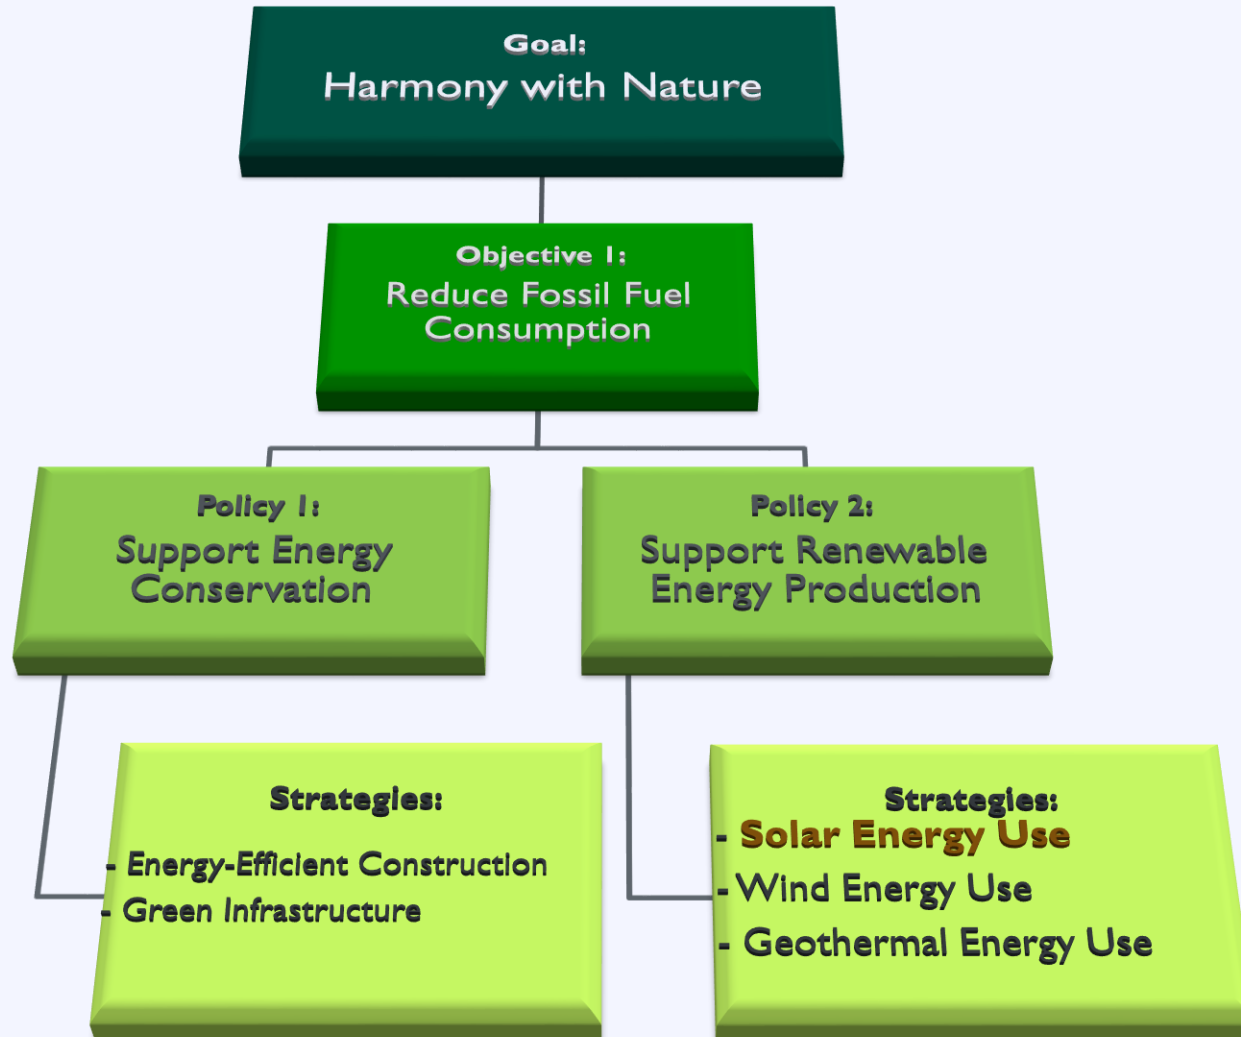 Goal:
Harmony with Nature
Objective 1:
Reduce Fossil Fuel
Consumption
Policy 1:
Support Energy
Conservation
Policy 2:
Support Renewable
Energy Production
Strategies:
- Energy-Efficient Construction
- Green Infrastructure
Strategies:
- Solar Energy Use
- Wind Energy Use
- Geothermal Energy Use